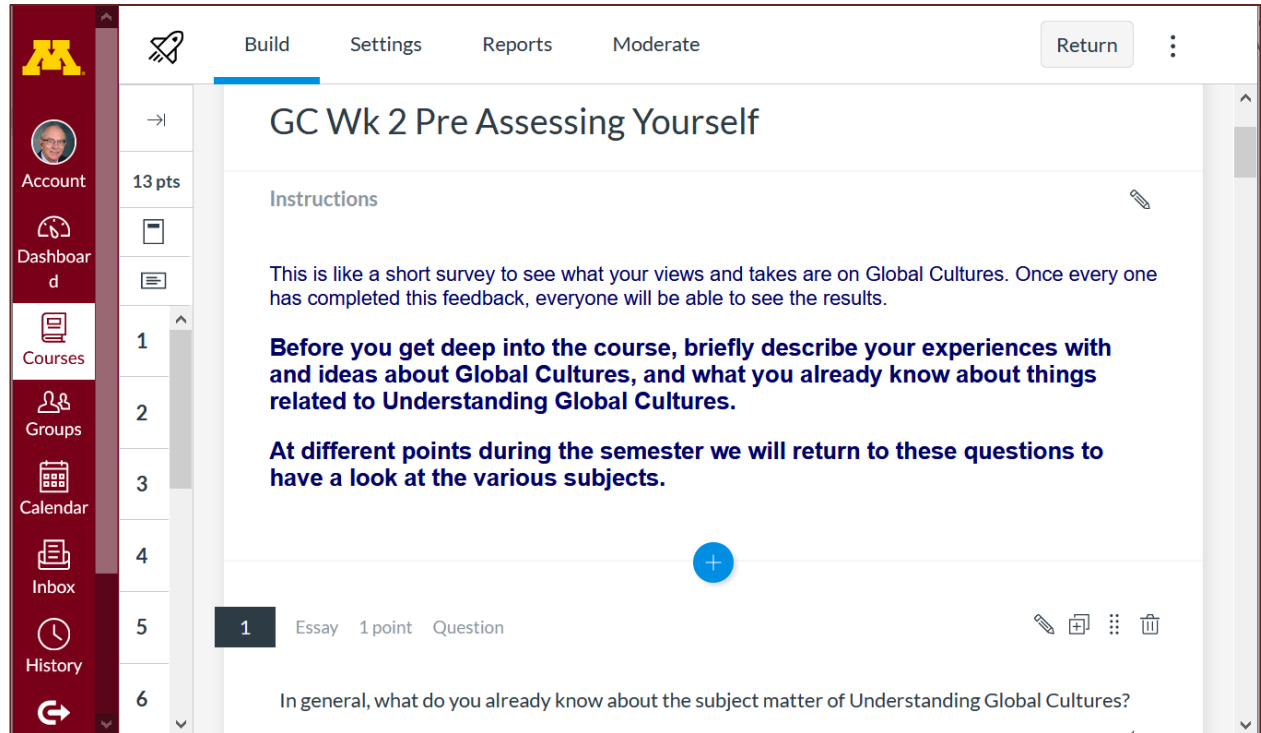 M
Build Settings Reports Moderate Return
Account
Dashboar
d
Courses
Groups
Calendar
Inbox
History
13 pts
1
2
3
4
5
6
GC Wk 2 Pre Assessing Yourself
Instructions
This is like a short survey to see what your views and takes are on Global Cultures. Once every one
has completed this feedback, everyone will be able to see the results.
Before you get deep into the course, briefly describe your experiences with
and ideas about Global Cultures, and what you already know about things
related to Understanding Global Cultures.
At different points during the semester we will return to these questions to
have a look at the various subjects.
1 Essay 1 point Question
In general, what do you already know about the subject matter of Understanding Global Cultures?